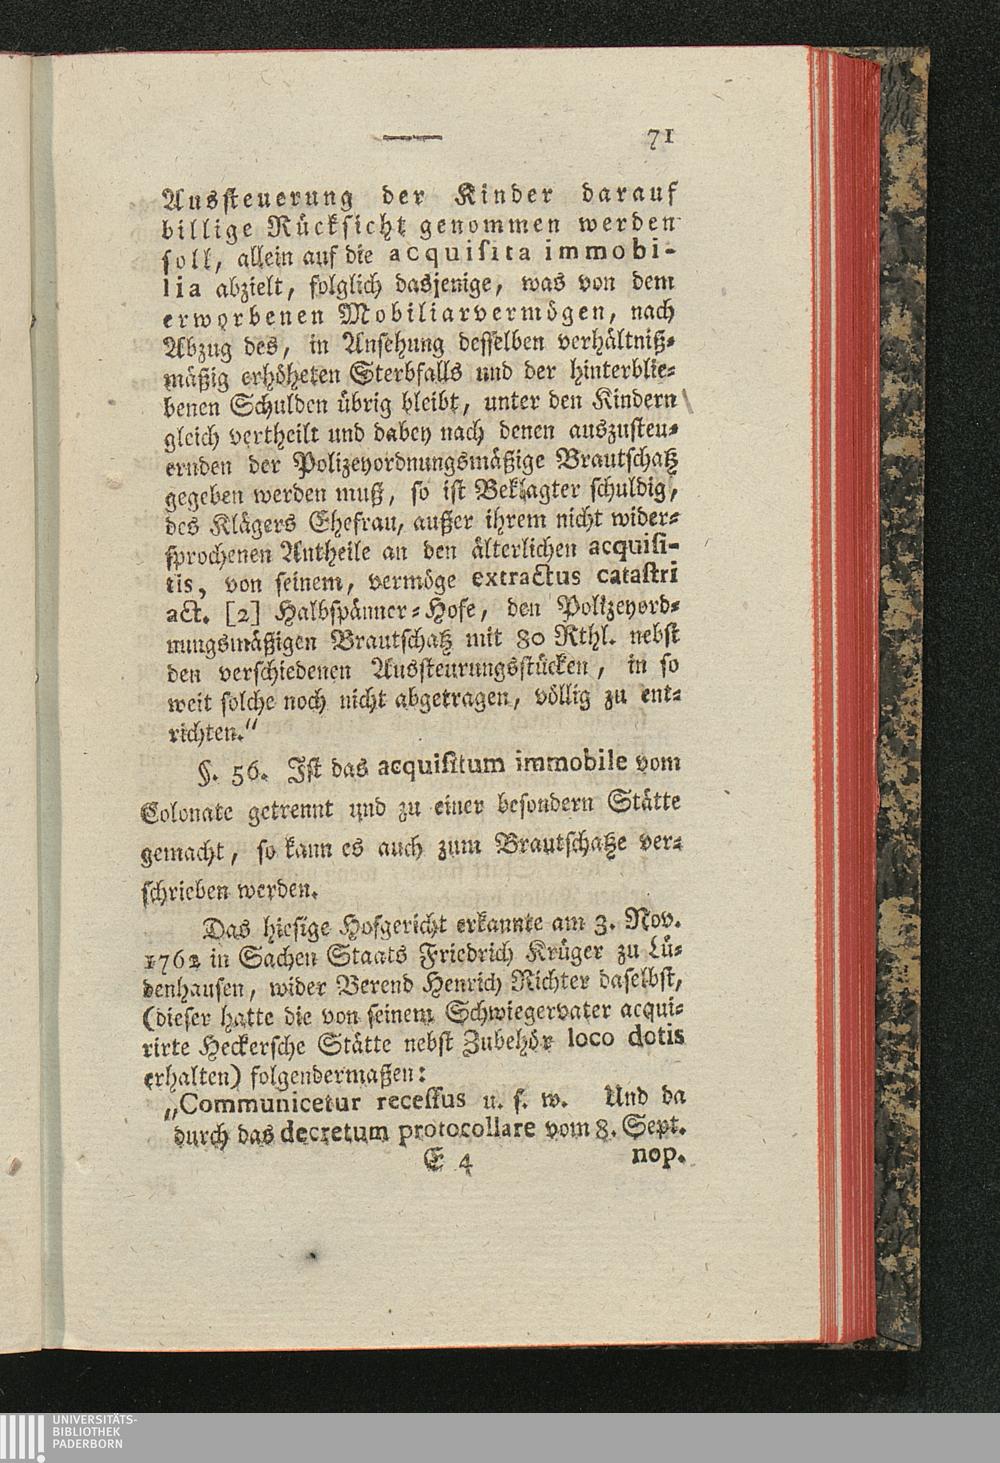 71
Aussteuerung der Kinder darauf
billige Rücksicht genommen werden
soll, allein auf die acquisita immobi-
lia abzielt, folglich dasjenige, was von dem
erworbenen Mobiliarvermögen, nach
Abzug des, in Ansehung desselben verhältniß-
mäßig erhöheten Sterbfalls und der hinterblie-
benen Schulden übrig bleibt, unter den Kindern
gleich vertheilt und dabey nach denen auszusteu-
ernden der Polizeyordnungsmäßige Brautschatz
gegeben werden muß, so ist Beklagter schuldig,
des Klägers Ehefrau, außer ihrem nicht wider-
sprochenen Antheile an den älterlichen acquisi-
tis, von seinem, vermöge extractus catastri
act. [2] Halbspänner-Hofe, den Polizeyord-
nungsmäßigen Brautschatz mit 80 Rthl. nebst
den verschiedenen Aussteurungsstücken, in so
weit solche noch nicht abgetragen, völlig zu ent-
richten.“
§. 56. Ist das acquisitum immobile vom
Colonate getrennt und zu einer besondern Stätte
gemacht, so kann es auch zum Brautschatze ver-
schrieben werden.
Das hiesige Hofgericht erkannte am 3. Nov.
1762 in Sachen Staats Friedrich Krüger zu Lü-
denhausen, wider Berend Henrich Richter daselbst,
(dieser hatte die von seinem Schwiegervater acqui-
rirte Heckersche Stätte nebst Zubehör loco dotis
erhalten) folgendermaßen:
„Communicetur recessus u. s. w. Und da
durch das decretum protocollare vom 8. Sept.
E 4 nop.
UNIVERSITÄTS-
BIBLIOTHEK
PADERBORN